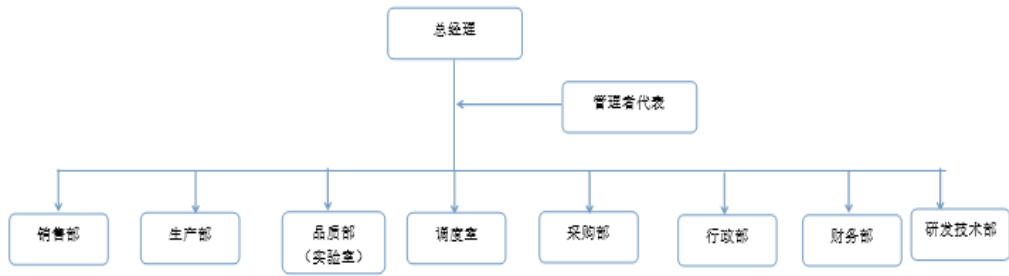 总经理
管理者代表
销售部
生产部
品质部
（实验室）
调度室
采购部
行政部
财务部
研发技术部